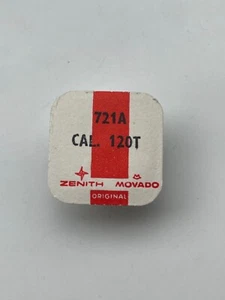 721A
CAL. 120T
ZENITH MOVADO
ORIGINAL